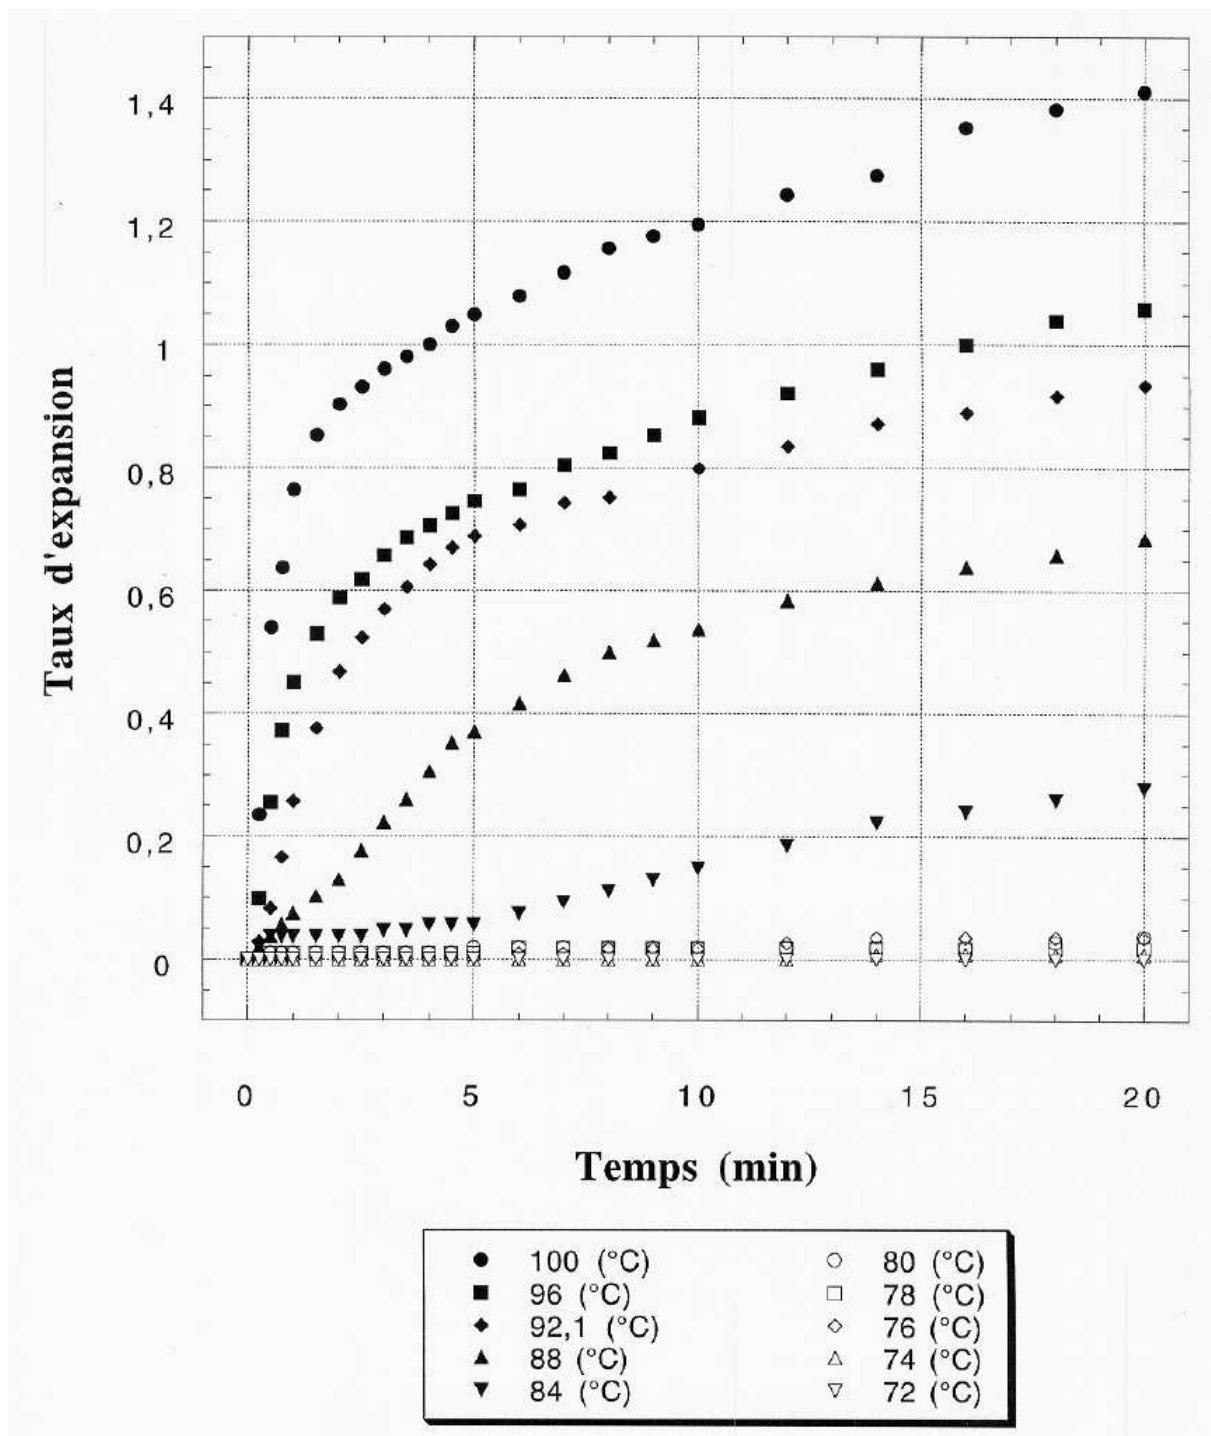 1,4
1,2
1
0,8
0,6
0,4
0,2
0
Taux d'expansion
0 5 10 15 20
Temps (min)
100 (°C) 80 (°C)
96 (°C) 78 (°C)
92,1 (°C) 76 (°C)
88 (°C) 74 (°C)
84 (°C) 72 (°C)